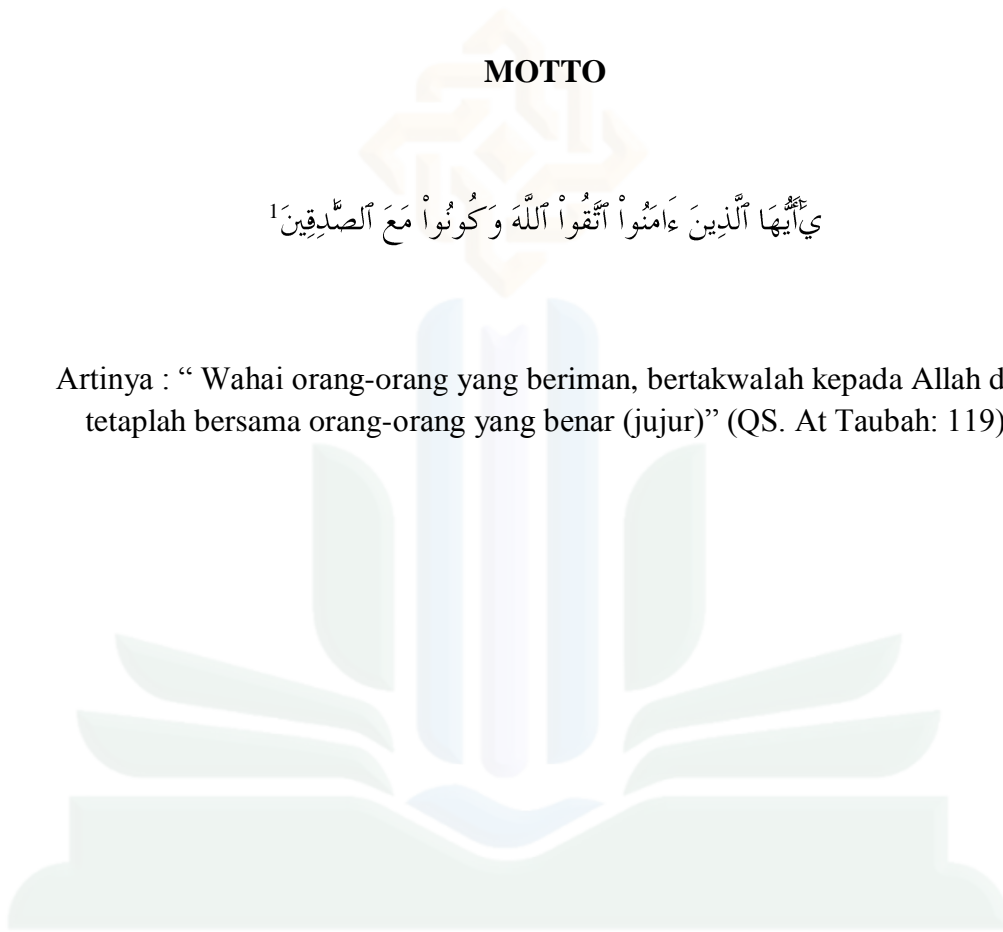 MOTTO
يَٰٓأَيُّهَا ٱلَّذِينَ ءَامَنُواْ ٱتَّقُواْ ٱللَّهَ وَكُونُواْ مَعَ ٱلصَّٰدِقِينَ¹
Artinya : “ Wahai orang-orang yang beriman, bertakwalah kepada Allah d
tetaplah bersama orang-orang yang benar (jujur)” (QS. At Taubah: 119)